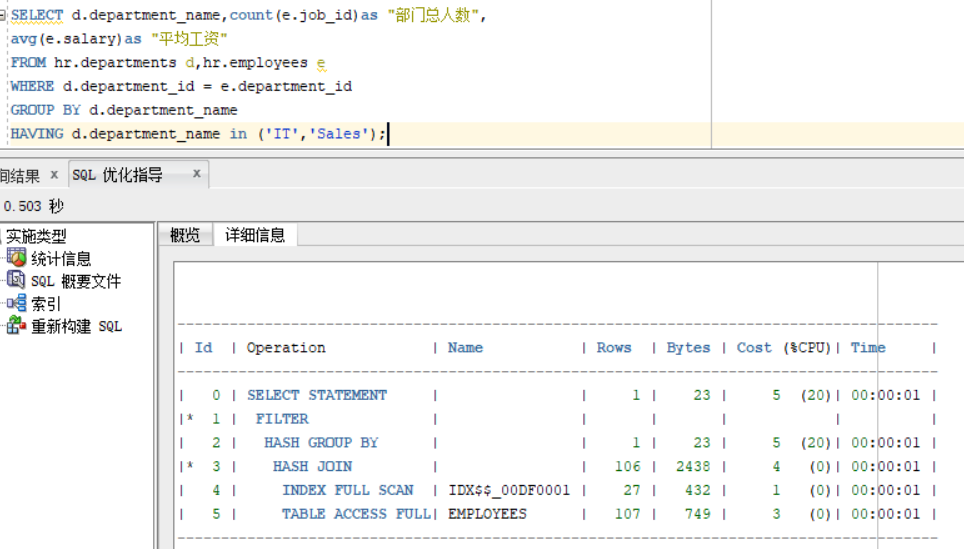 SELECT d.department_name,count(e.job_id)as "部门总人数",
avg(e.salary)as "平均工资"
FROM hr.departments d,hr.employees e
WHERE d.department_id = e.department_id
GROUP BY d.department_name
HAVING d.department_name in ('IT','Sales');
间结果 x SQL 优化指导 x
0.503 秒
实施类型
统计信息
SQL 概要文件
索引
重新构建 SQL
概览 详细信息
--------------------------------------------------------------------------------------
| Id | Operation | Name | Rows | Bytes | Cost (%CPU)| Time |
--------------------------------------------------------------------------------------
| 0 | SELECT STATEMENT | | 1 | 23 | 5 (20)| 00:00:01 |
|* 1 | FILTER | | | | | |
| 2 | HASH GROUP BY | | 1 | 23 | 5 (20)| 00:00:01 |
|* 3 | HASH JOIN | | 106 | 2438 | 4 (0)| 00:00:01 |
| 4 | INDEX FULL SCAN | IDX$$_00DF0001 | 27 | 432 | 1 (0)| 00:00:01 |
| 5 | TABLE ACCESS FULL| EMPLOYEES | 107 | 749 | 3 (0)| 00:00:01 |
--------------------------------------------------------------------------------------